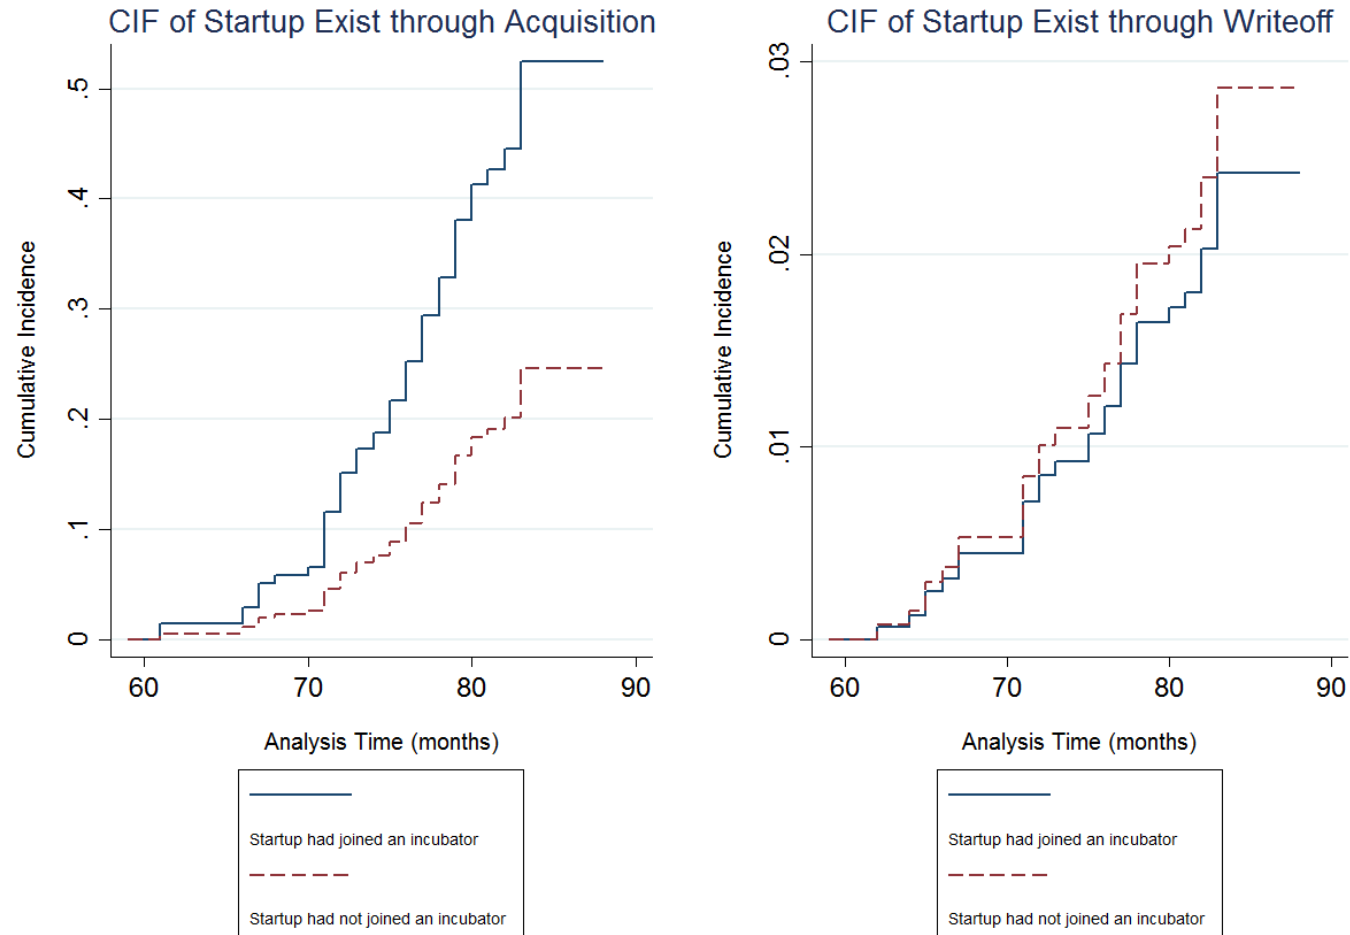 CIF of Startup Exist through Acquisition
Cumulative Incidence
.5
.4
.3
.2
.1
0
60 70 80 90
Analysis Time (months)
Startup had joined an incubator
Startup had not joined an incubator
CIF of Startup Exist through Writeoff
Cumulative Incidence
.03
.02
.01
0
60 70 80 90
Analysis Time (months)
Startup had joined an incubator
Startup had not joined an incubator